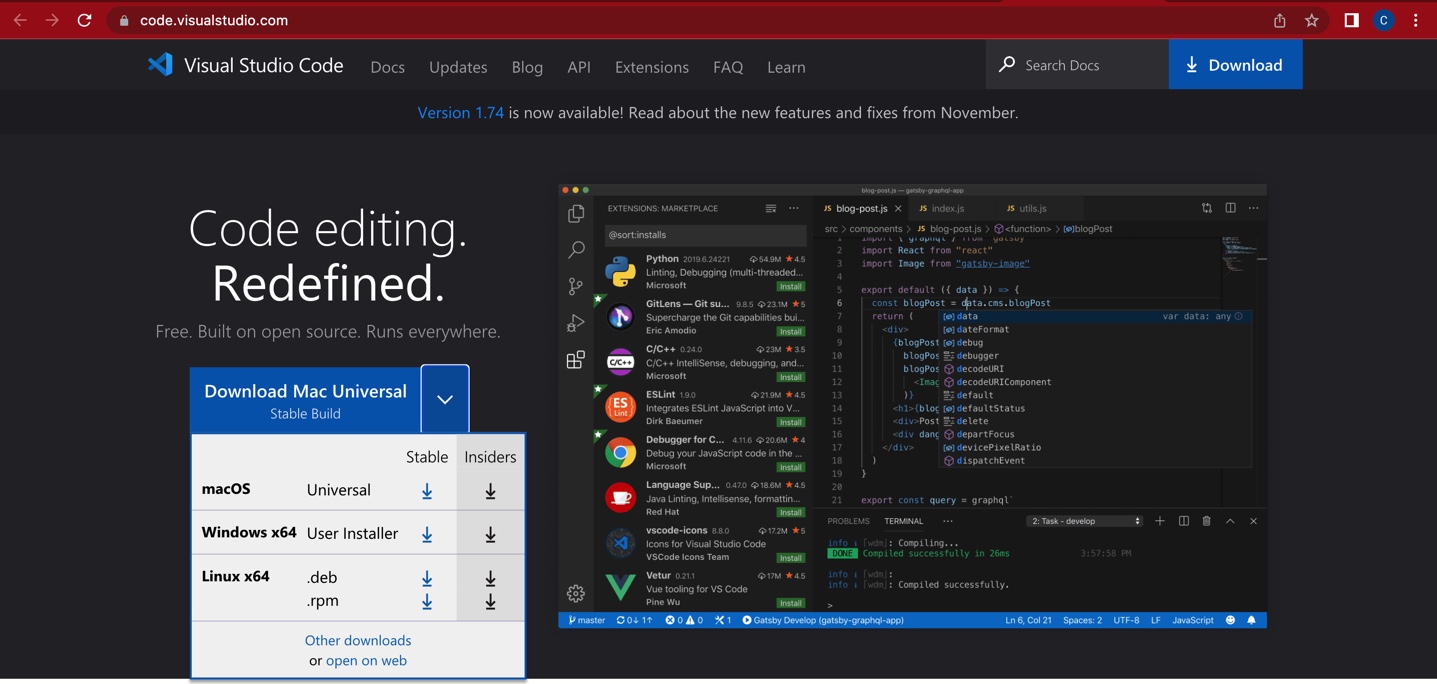 code.visualstudio.com
C
Visual Studio Code Docs Updates Blog API Extensions FAQ Learn Search Docs Download
Version 1.74 is now available! Read about the new features and fixes from November.
Code editing.
Redefined.
Free. Built on open source. Runs everywhere.
Download Mac Universal
Stable Build
Stable Insiders
macOS Universal
Windows x64 User Installer
Linux x64 .deb
.rpm
Other downloads
or open on web
blog-post.js — gatsby-graphql-app
EXTENSIONS: MARKETPLACE
@sort:installs
Python 2019.6.24221 54.9M 4.5
Linting, Debugging (multi-threaded...
Microsoft Install
GitLens — Git su... 9.8.5 23.1M 5
Supercharge the Git capabilities bui...
Eric Amodio Install
C/C++
C/C++ 0.24.0 23M 3.5
C/C++ IntelliSense, debugging, and...
Microsoft Install
ES
Lint
ESLint 1.9.0 21.9M 4.5
Integrates ESLint JavaScript into V...
Dirk Baeumer Install
Debugger for C... 4.11.6 20.6M 4
Debug your JavaScript code in the ...
Microsoft Install
Language Sup... 0.47.0 18.6M 4.5
Java Linting, Intellisense, formattin...
Red Hat Install
vscode-icons 8.8.0 17.2M 5
Icons for Visual Studio Code
VSCode Icons Team Install
Vetur 0.21.1 17M 4.5
Vue tooling for VS Code
Pine Wu Install
JS blog-post.js JS index.js JS utils.js
src > components > JS blog-post.js > <function> > blogPost
1 import { graphql } from "gatsby"
2 import React from "react"
3 import Image from "gatsby-image"
4
5 export default ({ data }) => {
6 const blogPost = data.cms.blogPost
7 return (
8 <div>
9 {blogPost
10 blogPos
11 blogPos
12 <Imag
13 )}
14 <h1>{blog
15 <div>Post
16 <div dang
17 </div>
18 )
19 }
20
21 export const query = graphql`
data var data: any
dateFormat
debug
debugger
decodeURI
decodeURIComponent
default
defaultStatus
delete
departFocus
devicePixelRatio
dispatchEvent
PROBLEMS TERMINAL ... 2: Task - develop
info [wdm]: Compiling...
DONE Compiled successfully in 26ms 3:57:58 PM
info [wdm]:
info [wdm]: Compiled successfully.
>
master 0↓ 1↑ 0 0 1 Gatsby Develop (gatsby-graphql-app) Ln 6, Col 21 Spaces: 2 UTF-8 LF JavaScript